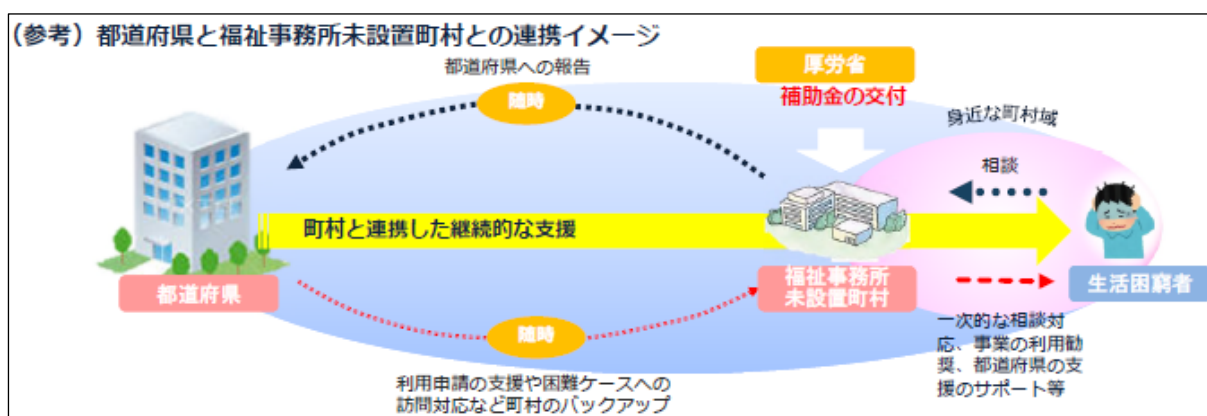 (参考)都道府県と福祉事務所未設置町村との連携イメージ
都道府県への報告
随時
厚労省
補助金の交付
身近な町村域
相談
町村と連携した継続的な支援
都道府県
福祉事務所
未設置町村
生活困窮者
随時
一次的な相談対
応、事業の利用勧
奨、都道府県の支
援のサポート等
利用申請の支援や困難ケースへの
訪問対応など町村のバックアップ